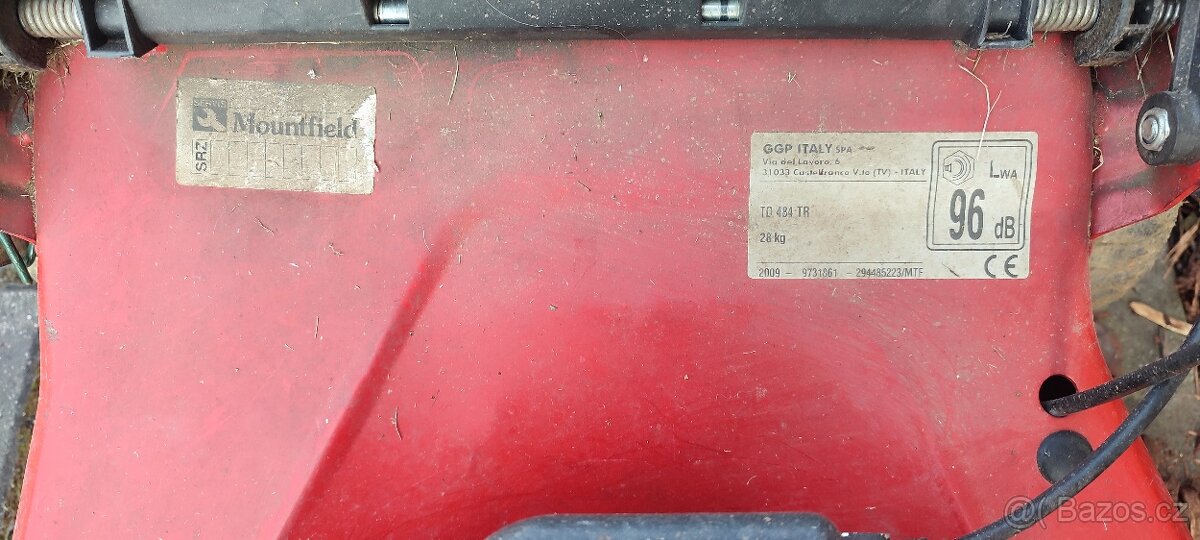 SERVIS
Mountfield
SRZ
GGP ITALY SPA
Via del Lavoro, 6
31033 Castelfranco V.to (TV) - ITALY
TD 484 TR
28 kg
2009 - 9731861 - 294485223/MTF
LWA
96 dB
CE
Bazos.cz